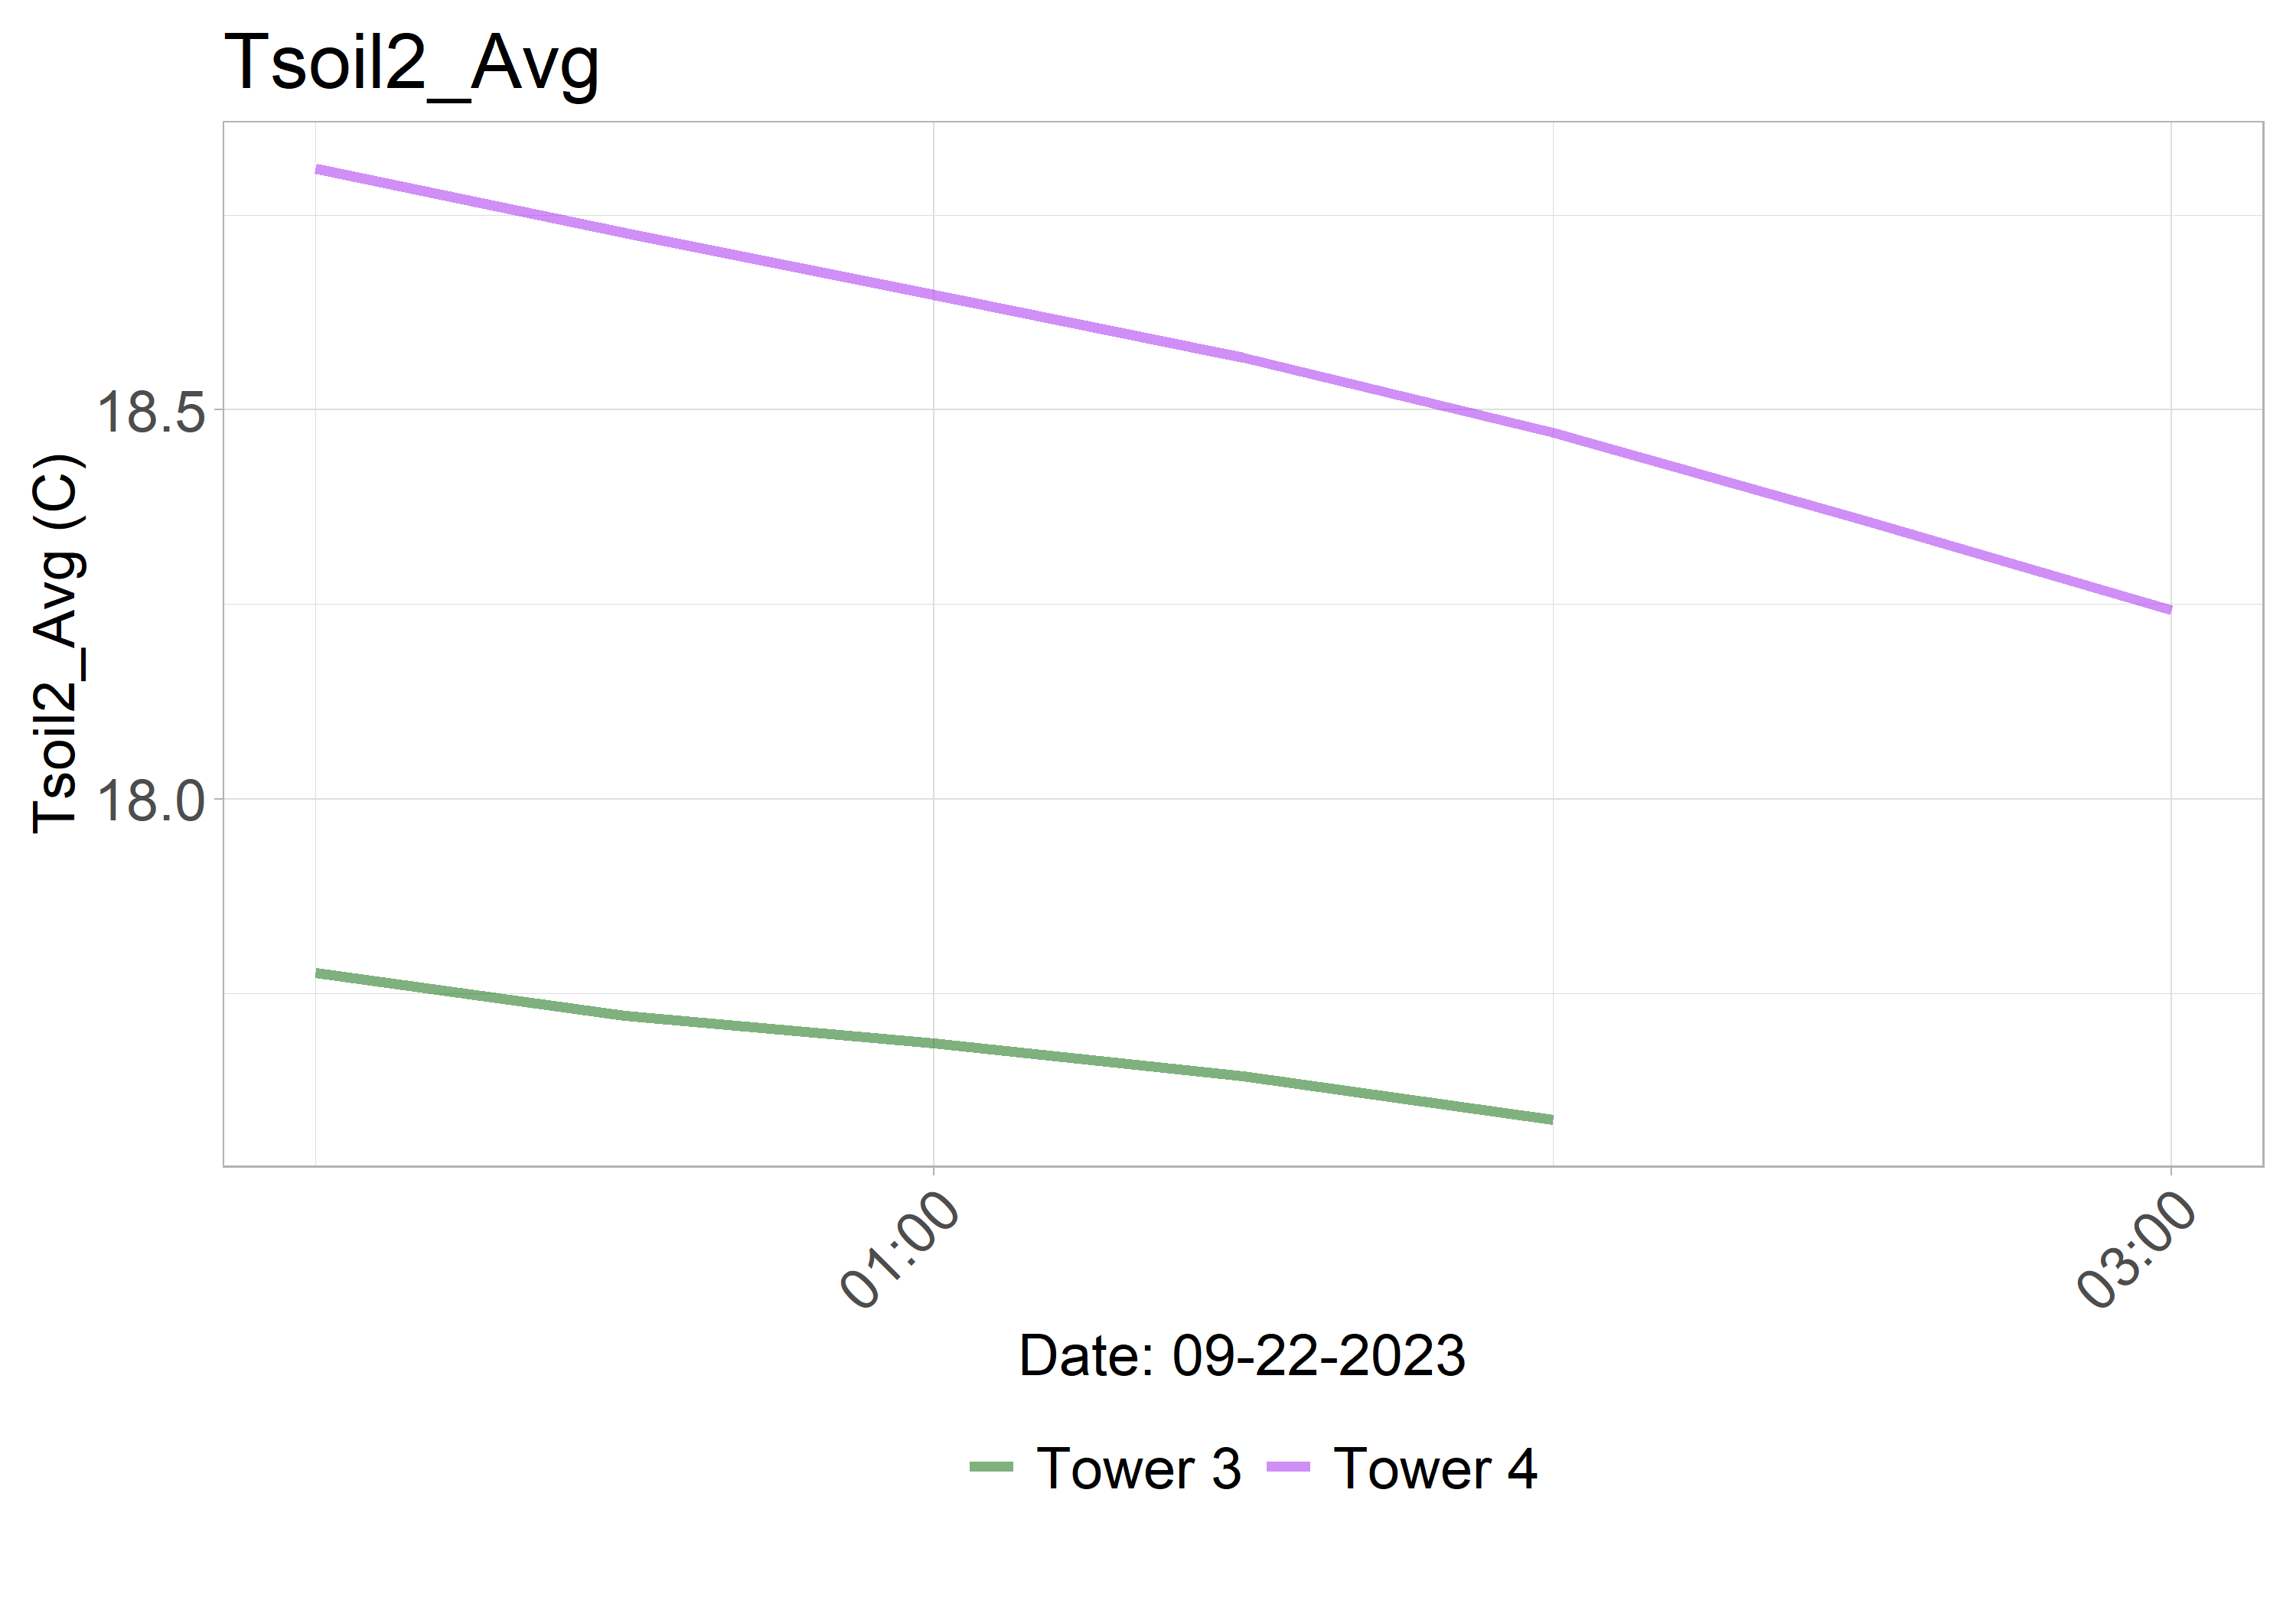 Tsoil2_Avg
Tsoil2_Avg (C)
18.5
18.0
01:00
03:00
Date: 09-22-2023
Tower 3
Tower 4